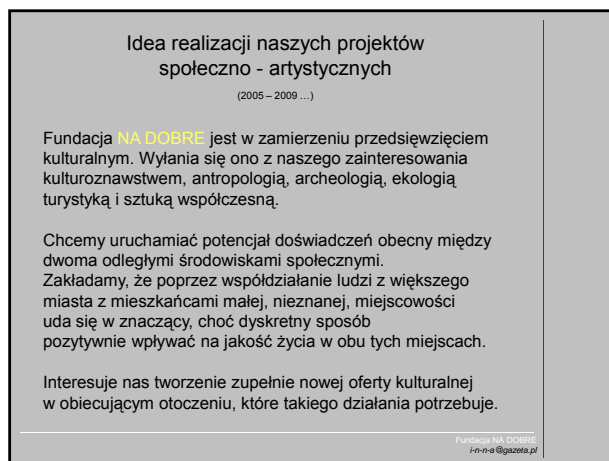 Idea realizacji naszych projektów
społeczno - artystycznych
(2005 – 2009 ...)
Fundacja NA DOBRE jest w zamierzeniu przedsięwzięciem
kulturalnym. Wyłania się ono z naszego zainteresowania
kulturoznawstwem, antropologią, archeologią, ekologią
turystyką i sztuką współczesną.
Chcemy uruchamiać potencjał doświadczeń obecny między
dwoma odległymi środowiskami społecznymi.
Zakładamy, że poprzez współdziałanie ludzi z większego
miasta z mieszkańcami małej, nieznanej, miejscowości
uda się w znaczący, choć dyskretny sposób
pozytywnie wpływać na jakość życia w obu tych miejscach.
Interesuje nas tworzenie zupełnie nowej oferty kulturalnej
w obiecującym otoczeniu, które takiego działania potrzebuje.
Fundacja NA DOBRE
i-n-n-a@gazeta.pl